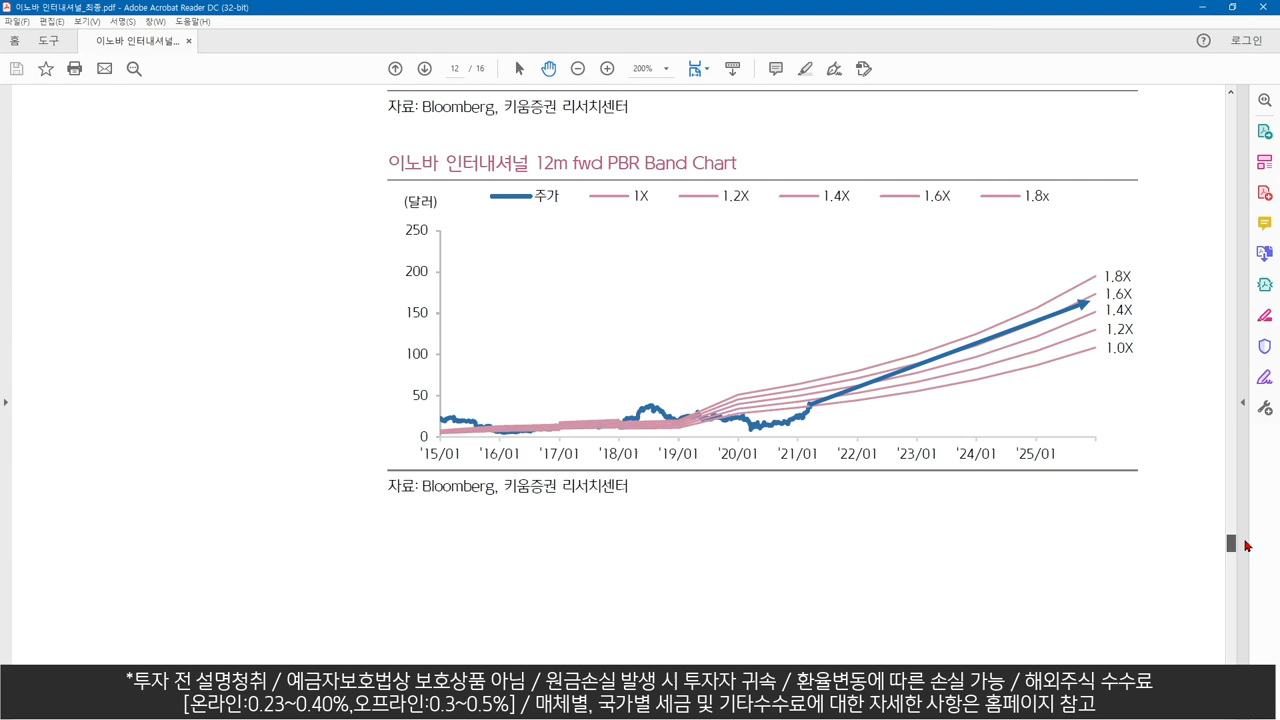 이노바 인터내셔널_최종.pdf - Adobe Acrobat Reader DC (32-bit)
파일(F) 편집(E) 보기(V) 서명(S) 창(W) 도움말(H)
홈 도구 이노바 인터내셔널... × 로그인
12 / 16 200%
자료: Bloomberg, 키움증권 리서치센터
이노바 인터내셔널 12m fwd PBR Band Chart
(달러) 주가 1X 1.2X 1.4X 1.6X 1.8x
250
200
150
100
50
0
1.8X
1.6X
1.4X
1.2X
1.0X
'15/01 '16/01 '17/01 '18/01 '19/01 '20/01 '21/01 '22/01 '23/01 '24/01 '25/01
자료: Bloomberg, 키움증권 리서치센터
*투자 전 설명청취 / 예금자보호법상 보호상품 아님 / 원금손실 발생 시 투자자 귀속 / 환율변동에 따른 손실 가능 / 해외주식 수수료
[온라인:0.23~0.40%,오프라인:0.3~0.5%] / 매체별, 국가별 세금 및 기타수수료에 대한 자세한 사항은 홈페이지 참고